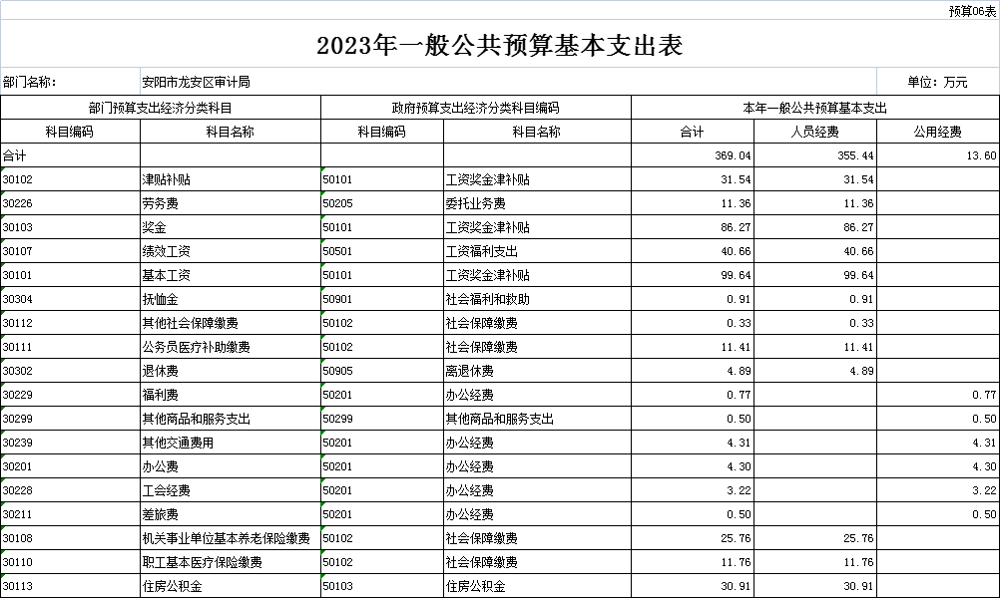 预算06表
2023年一般公共预算基本支出表
部门名称: 安阳市龙安区审计局 单位: 万元
部门预算支出经济分类科目 政府预算支出经济分类科目编码 本年一般公共预算基本支出
科目编码 科目名称 科目编码 科目名称 合计 人员经费 公用经费
合计 369.04 355.44 13.60
30102 津贴补贴 50101 工资奖金津补贴 31.54 31.54
30226 劳务费 50205 委托业务费 11.36 11.36
30103 奖金 50101 工资奖金津补贴 86.27 86.27
30107 绩效工资 50501 工资福利支出 40.66 40.66
30101 基本工资 50101 工资奖金津补贴 99.64 99.64
30304 抚恤金 50901 社会福利和救助 0.91 0.91
30112 其他社会保障缴费 50102 社会保障缴费 0.33 0.33
30111 公务员医疗补助缴费 50102 社会保障缴费 11.41 11.41
30302 退休费 50905 离退休费 4.89 4.89
30229 福利费 50201 办公经费 0.77 0.77
30299 其他商品和服务支出 50299 其他商品和服务支出 0.50 0.50
30239 其他交通费用 50201 办公经费 4.31 4.31
30201 办公费 50201 办公经费 4.30 4.30
30228 工会经费 50201 办公经费 3.22 3.22
30211 差旅费 50201 办公经费 0.50 0.50
30108 机关事业单位基本养老保险缴费 50102 社会保障缴费 25.76 25.76
30110 职工基本医疗保险缴费 50102 社会保障缴费 11.76 11.76
30113 住房公积金 50103 住房公积金 30.91 30.91